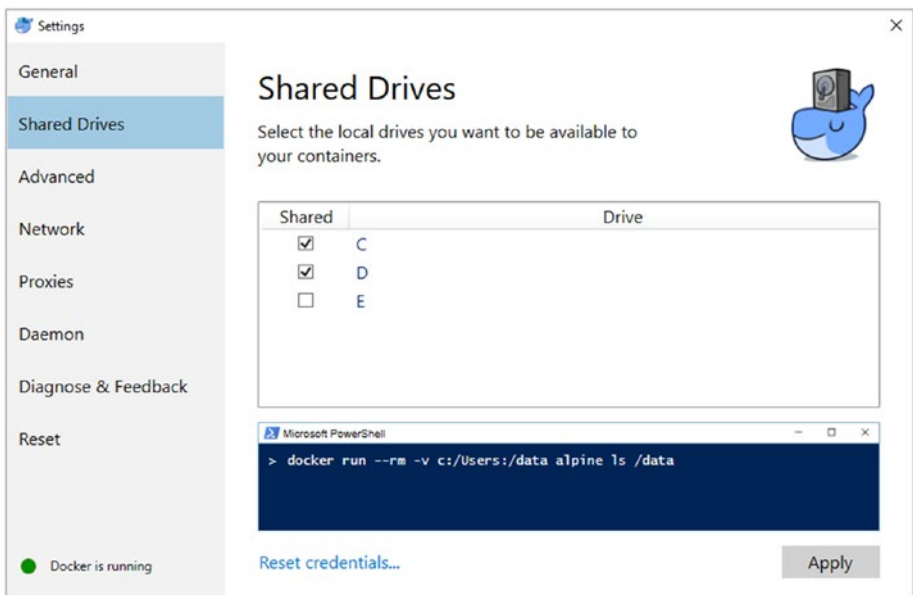 Settings
General
Shared Drives
Advanced
Network
Proxies
Daemon
Diagnose & Feedback
Reset
Docker is running
Shared Drives
Select the local drives you want to be available to
your containers.
Shared Drive
C
D
E
Microsoft PowerShell
> docker run --rm -v c:/Users:/data alpine ls /data
Reset credentials...
Apply